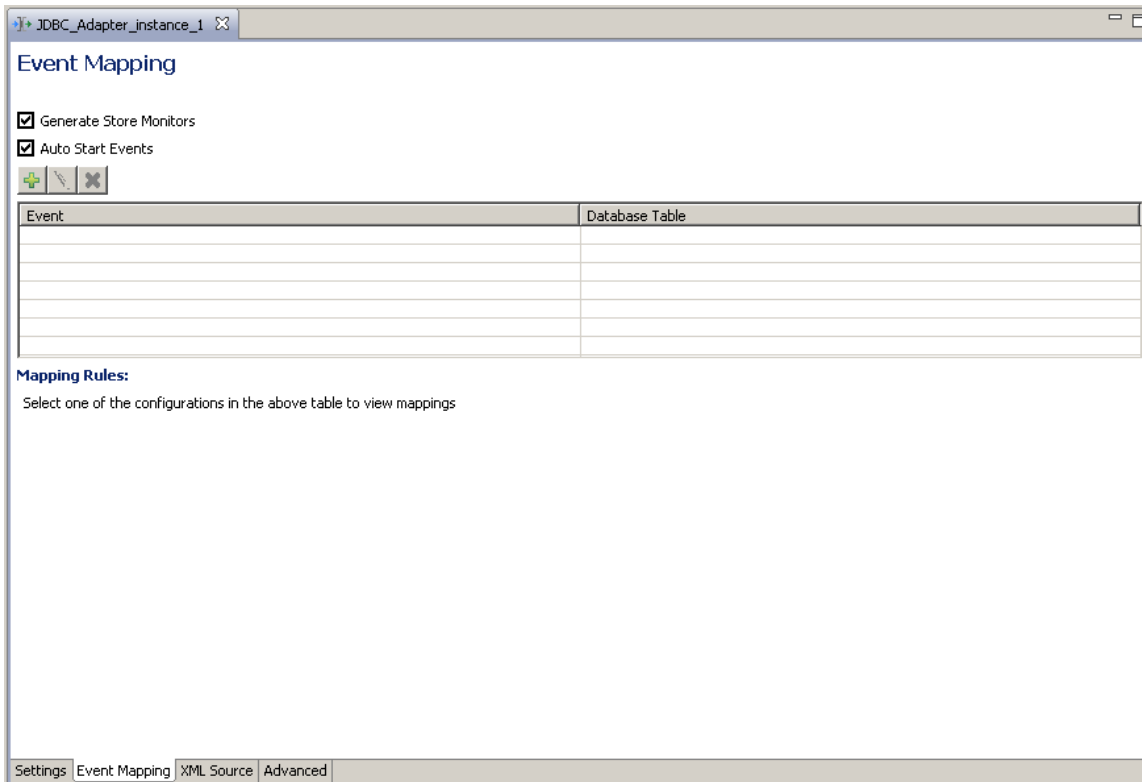 JDBC_Adapter_instance_1
Event Mapping
Generate Store Monitors
Auto Start Events
Event Database Table
Mapping Rules:
Select one of the configurations in the above table to view mappings
Settings Event Mapping XML Source Advanced